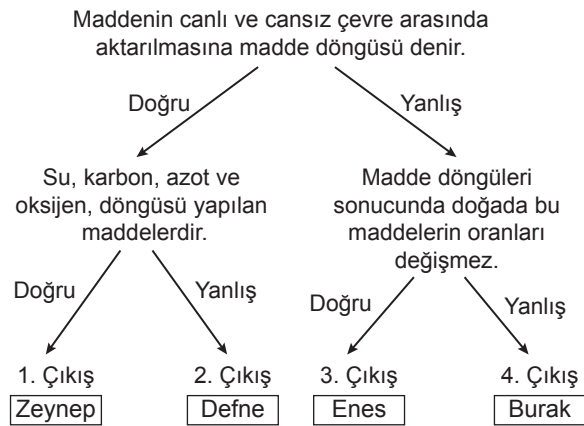 Maddenin canlı ve cansız çevre arasında
aktarılmasına madde döngüsü denir.
Doğru
Yanlış
Su, karbon, azot ve
oksijen, döngüsü yapılan
maddelerdir.
Madde döngüleri
sonucunda doğada bu
maddelerin oranları
değişmez.
Doğru
Yanlış
Doğru
Yanlış
1. Çıkış
2. Çıkış
3. Çıkış
4. Çıkış
Zeynep
Defne
Enes
Burak